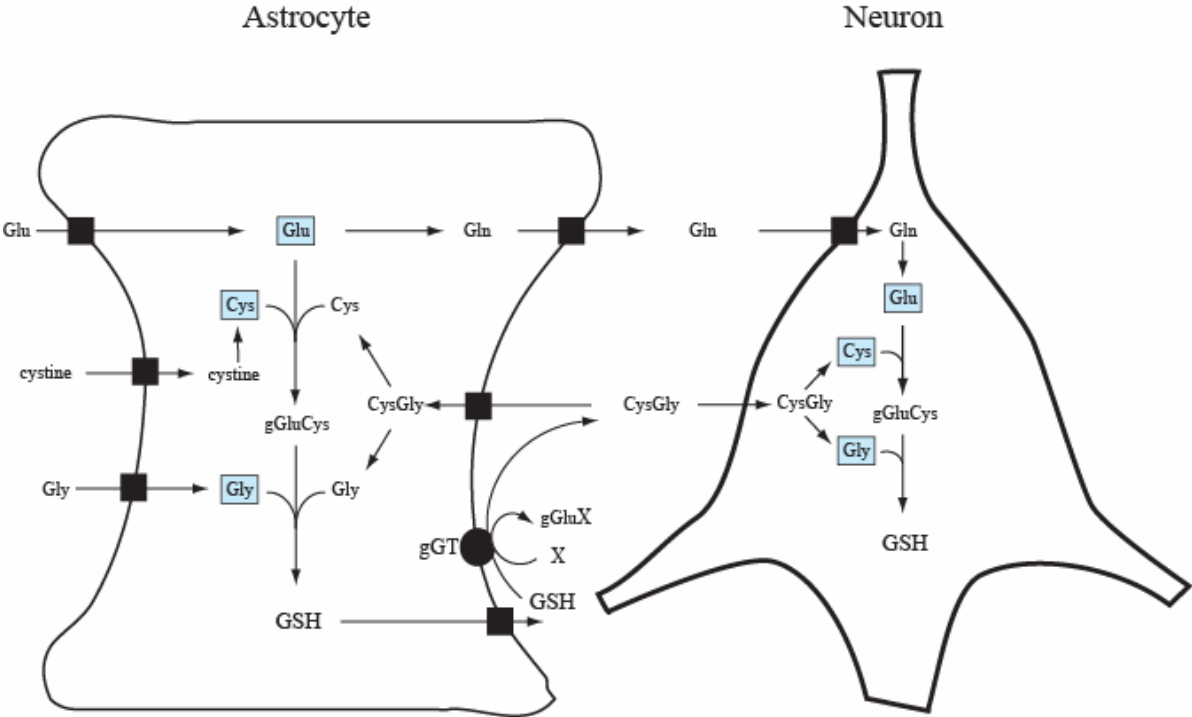 Astrocyte
Neuron
Glu
Glu
Gln
Gln
Gln
Glu
Cys
Cys
cystine
cystine
Cys
CysGly
CysGly
CysGly
gGluCys
gGluCys
Gly
Gly
Gly
Gly
gGluX
gGT
X
GSH
GSH
GSH